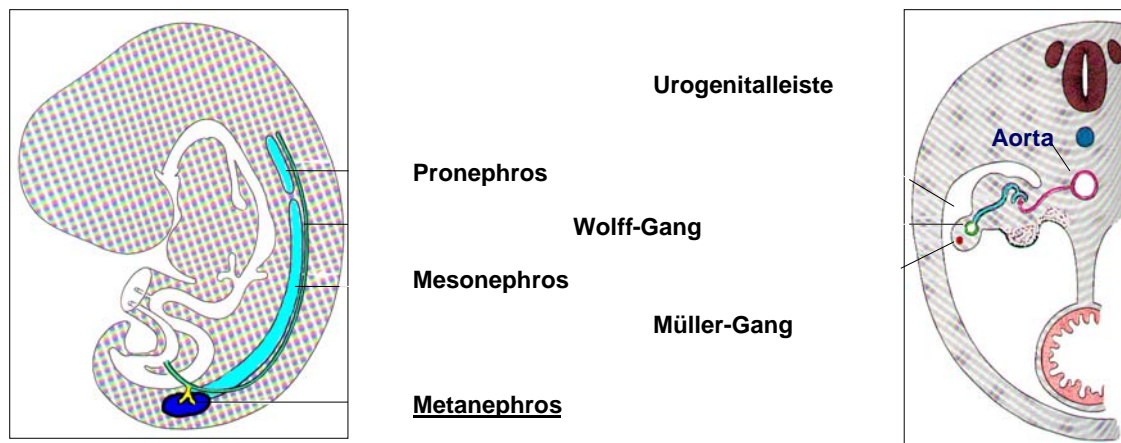 Urogenitalleiste
Aorta
Pronephros
Wolff-Gang
Mesonephros
Müller-Gang
Metanephros